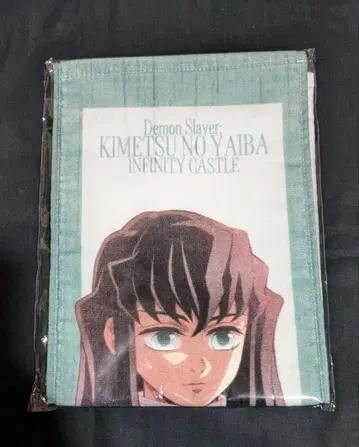 Demon Slayer:
KIMETSU NO YAIBA
INFINITY CASTLE